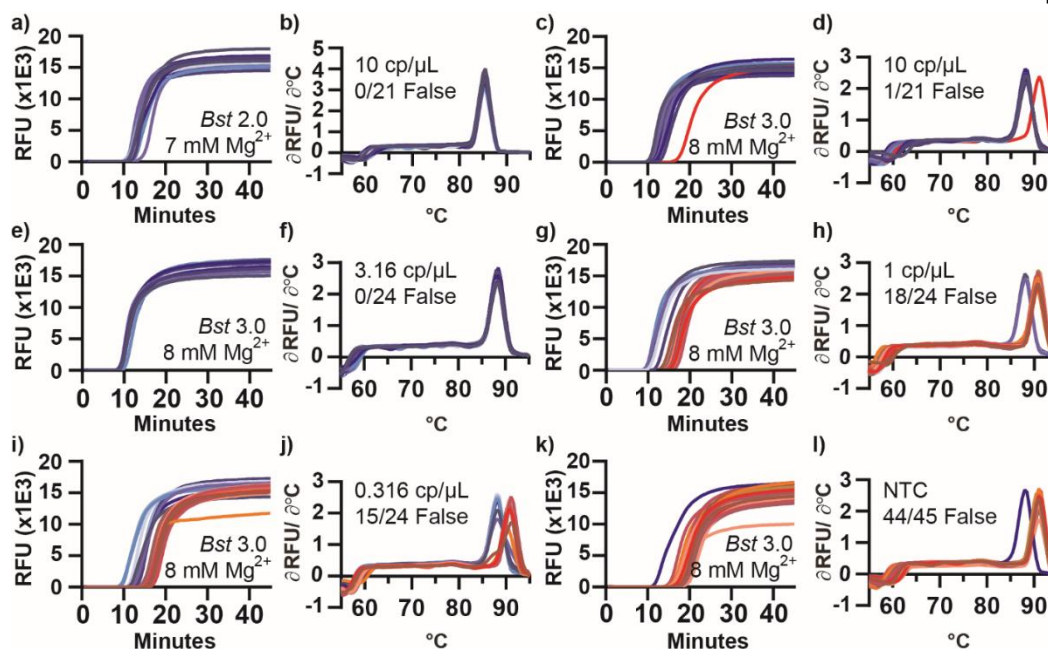 a)
RFU (x1E3)
20
15
10
5
0
Bst 2.0
7 mM Mg2+
0 10 20 30 40
Minutes
b)
∂RFU/ ∂°C
5
4
3
2
1
0
-1
10 cp/µL
0/21 False
60 70 80 90
°C
c)
RFU (x1E3)
20
15
10
5
0
Bst 3.0
8 mM Mg2+
0 10 20 30 40
Minutes
d)
∂RFU/ ∂°C
3
2
1
0
-1
10 cp/µL
1/21 False
60 70 80 90
°C
e)
RFU (x1E3)
20
15
10
5
0
Bst 3.0
8 mM Mg2+
0 10 20 30 40
Minutes
f)
∂RFU/ ∂°C
3
2
1
0
-1
3.16 cp/µL
0/24 False
60 70 80 90
°C
g)
RFU (x1E3)
20
15
10
5
0
Bst 3.0
8 mM Mg2+
0 10 20 30 40
Minutes
h)
∂RFU/ ∂°C
3
2
1
0
-1
1 cp/µL
18/24 False
60 70 80 90
°C
i)
RFU (x1E3)
20
15
10
5
0
Bst 3.0
8 mM Mg2+
0 10 20 30 40
Minutes
j)
∂RFU/ ∂°C
3
2
1
0
-1
0.316 cp/µL
15/24 False
60 70 80 90
°C
k)
RFU (x1E3)
20
15
10
5
0
Bst 3.0
8 mM Mg2+
0 10 20 30 40
Minutes
l)
∂RFU/ ∂°C
3
2
1
0
-1
NTC
44/45 False
60 70 80 90
°C